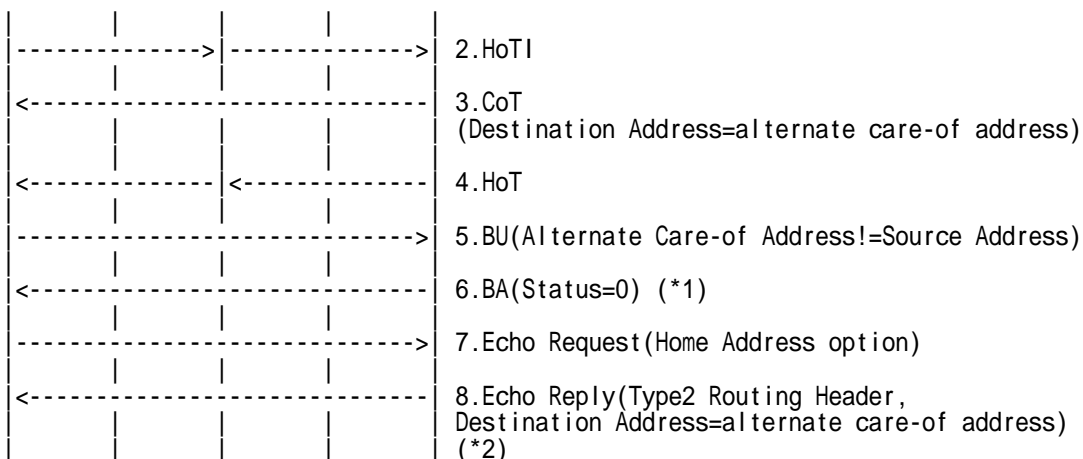 2.HoTI
3.CoT
(Destination Address=alternate care-of address)
4.HoT
5.BU(Alternate Care-of Address!=Source Address)
6.BA(Status=0) (*1)
7.Echo Request(Home Address option)
8.Echo Reply(Type2 Routing Header,
Destination Address=alternate care-of address)
(*2)